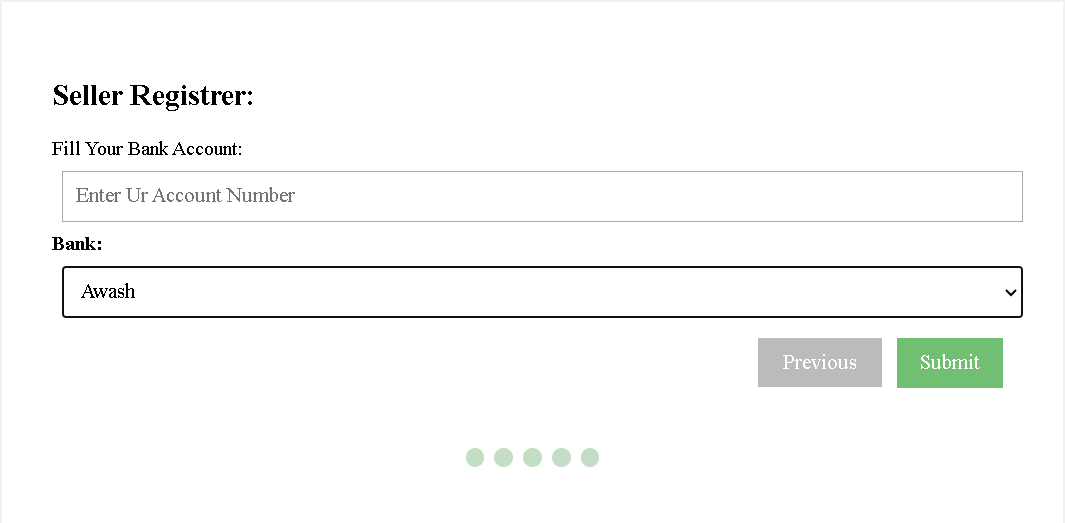 Seller Registrer:
Fill Your Bank Account:
Enter Ur Account Number
Bank:
Awash
Previous Submit